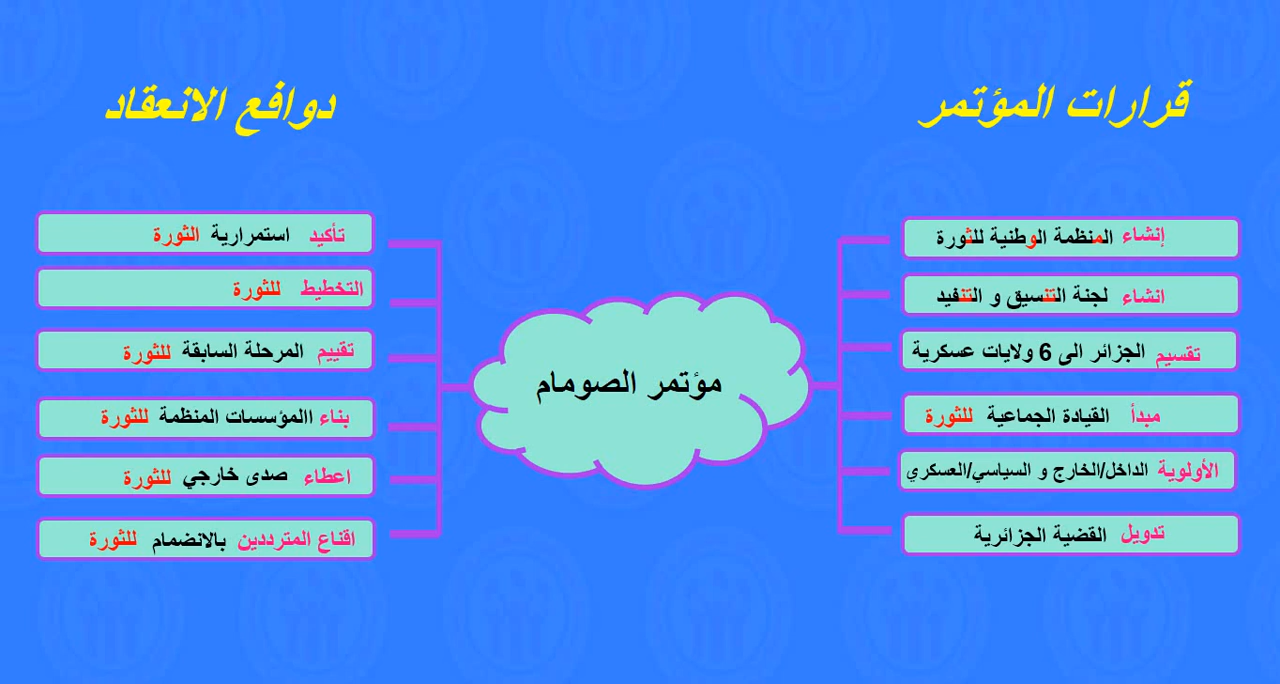 قرارات المؤتمر
إنشاء المنظمة الوطنية للثورة
انشاء لجنة التنسيق و التنفيد
تقسيم الجزائر الى 6 ولايات عسكرية
مبدأ القيادة الجماعية للثورة
الأولوية الداخل/الخارج و السياسي/العسكري
تدويل القضية الجزائرية
مؤتمر الصومام
دوافع الانعقاد
تأكيد استمرارية الثورة
التخطيط للثورة
تقييم المرحلة السابقة للثورة
بناء االمؤسسات المنظمة للثورة
اعطاء صدى خارجي للثورة
اقناع المترددين بالانضمام للثورة